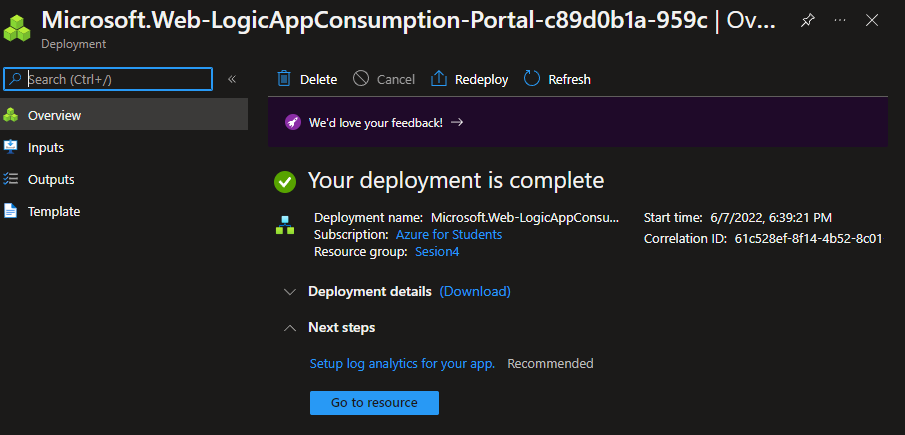 Microsoft.Web-LogicAppConsumption-Portal-c89d0b1a-959c | Ov...
Deployment
Search (Ctrl+/)
Overview
Inputs
Outputs
Template
Delete
Cancel
Redeploy
Refresh
We'd love your feedback!
Your deployment is complete
Deployment name: Microsoft.Web-LogicAppConsu...
Subscription: Azure for Students
Resource group: Sesion4
Start time: 6/7/2022, 6:39:21 PM
Correlation ID: 61c528ef-8f14-4b52-8c01
Deployment details (Download)
Next steps
Setup log analytics for your app. Recommended
Go to resource